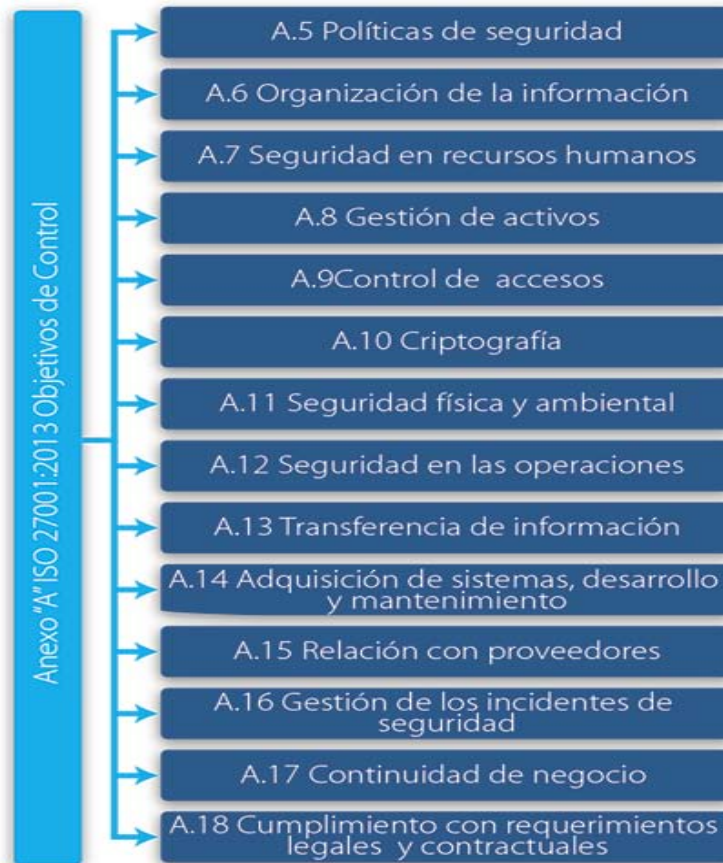 Anexo "A" ISO 27001:2013 Objetivos de Control
A.5 Políticas de seguridad
A.6 Organización de la información
A.7 Seguridad en recursos humanos
A.8 Gestión de activos
A.9Control de accesos
A.10 Criptografía
A.11 Seguridad física y ambiental
A.12 Seguridad en las operaciones
A.13 Transferencia de información
A.14 Adquisición de sistemas, desarrollo
y mantenimiento
A.15 Relación con proveedores
A.16 Gestión de los incidentes de
seguridad
A.17 Continuidad de negocio
A.18 Cumplimiento con requerimientos
legales y contractuales